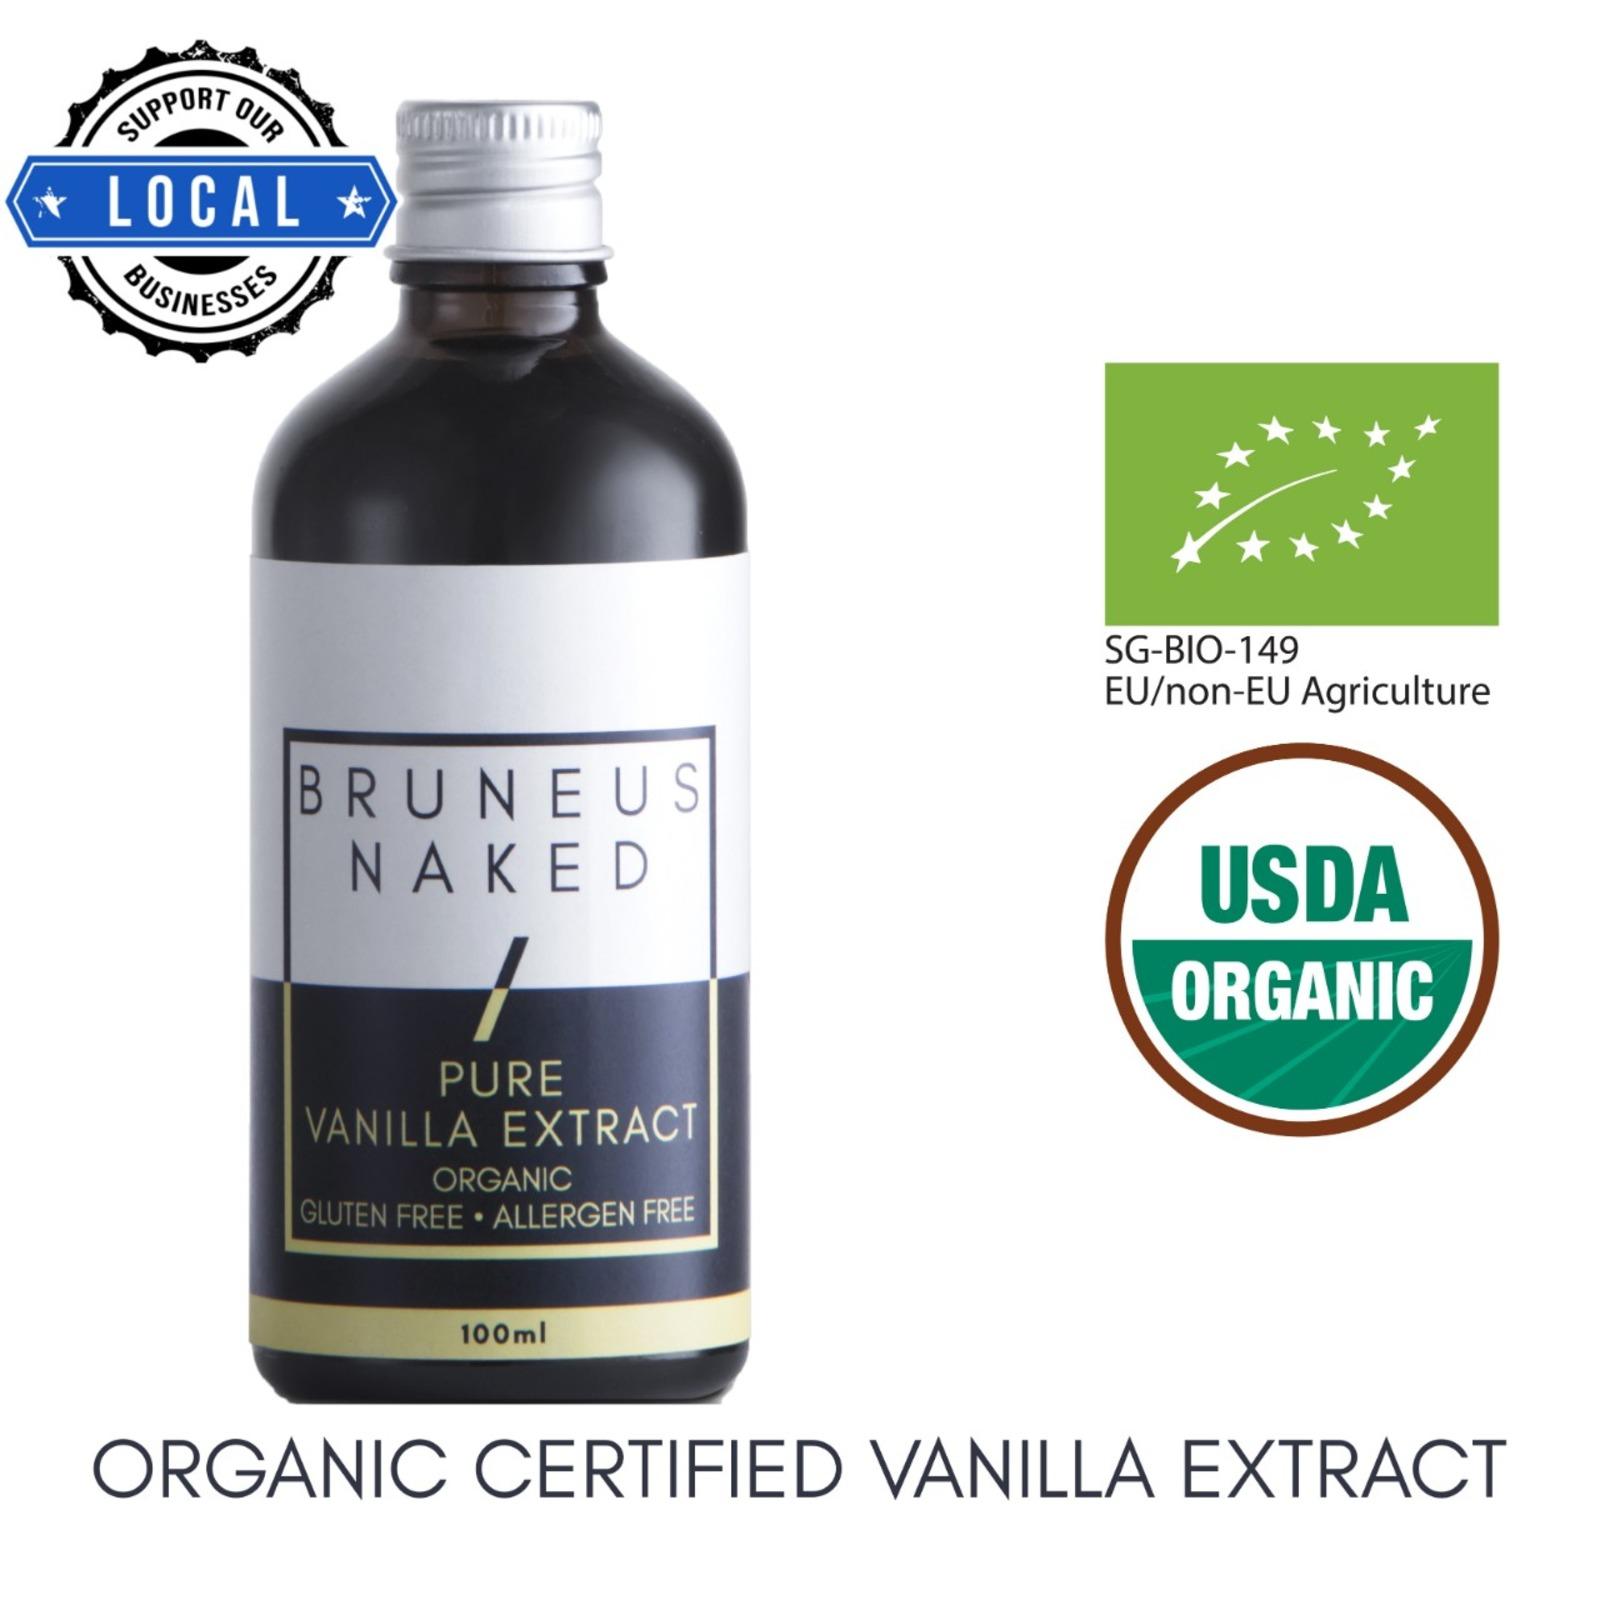 SUPPORT OUR
LOCAL
BUSINESSES
BRUNEUS
NAKED
PURE
VANILLA EXTRACT
ORGANIC
GLUTEN FREE • ALLERGEN FREE
100ml
SG-BIO-149
EU/non-EU Agriculture
USDA
ORGANIC
ORGANIC CERTIFIED VANILLA EXTRACT